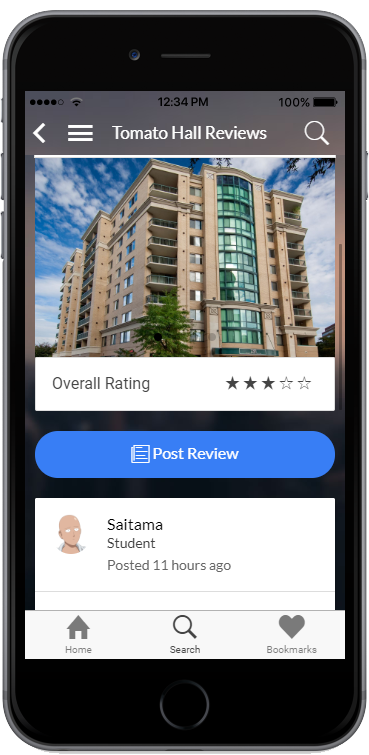 12:34 PM
100%
Tomato Hall Reviews
Overall Rating
Post Review
Saitama
Student
Posted 11 hours ago
Home
Search
Bookmarks